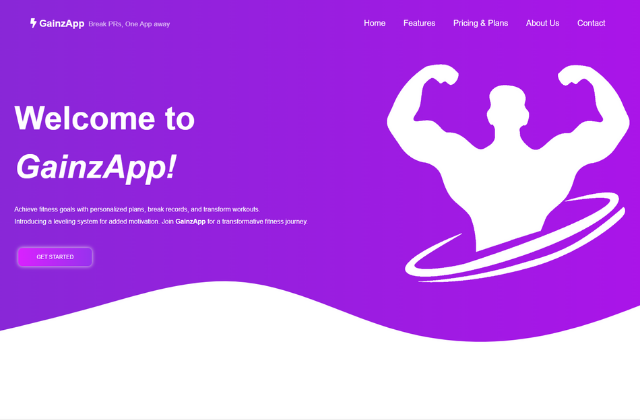 GainzApp Break PRs, One App away
Home Features Pricing & Plans About Us Contact
Welcome to
GainzApp!
Achieve fitness goals with personalized plans, break records, and transform workouts.
Introducing a leveling system for added motivation. Join GainzApp for a transformative fitness journey.
GET STARTED